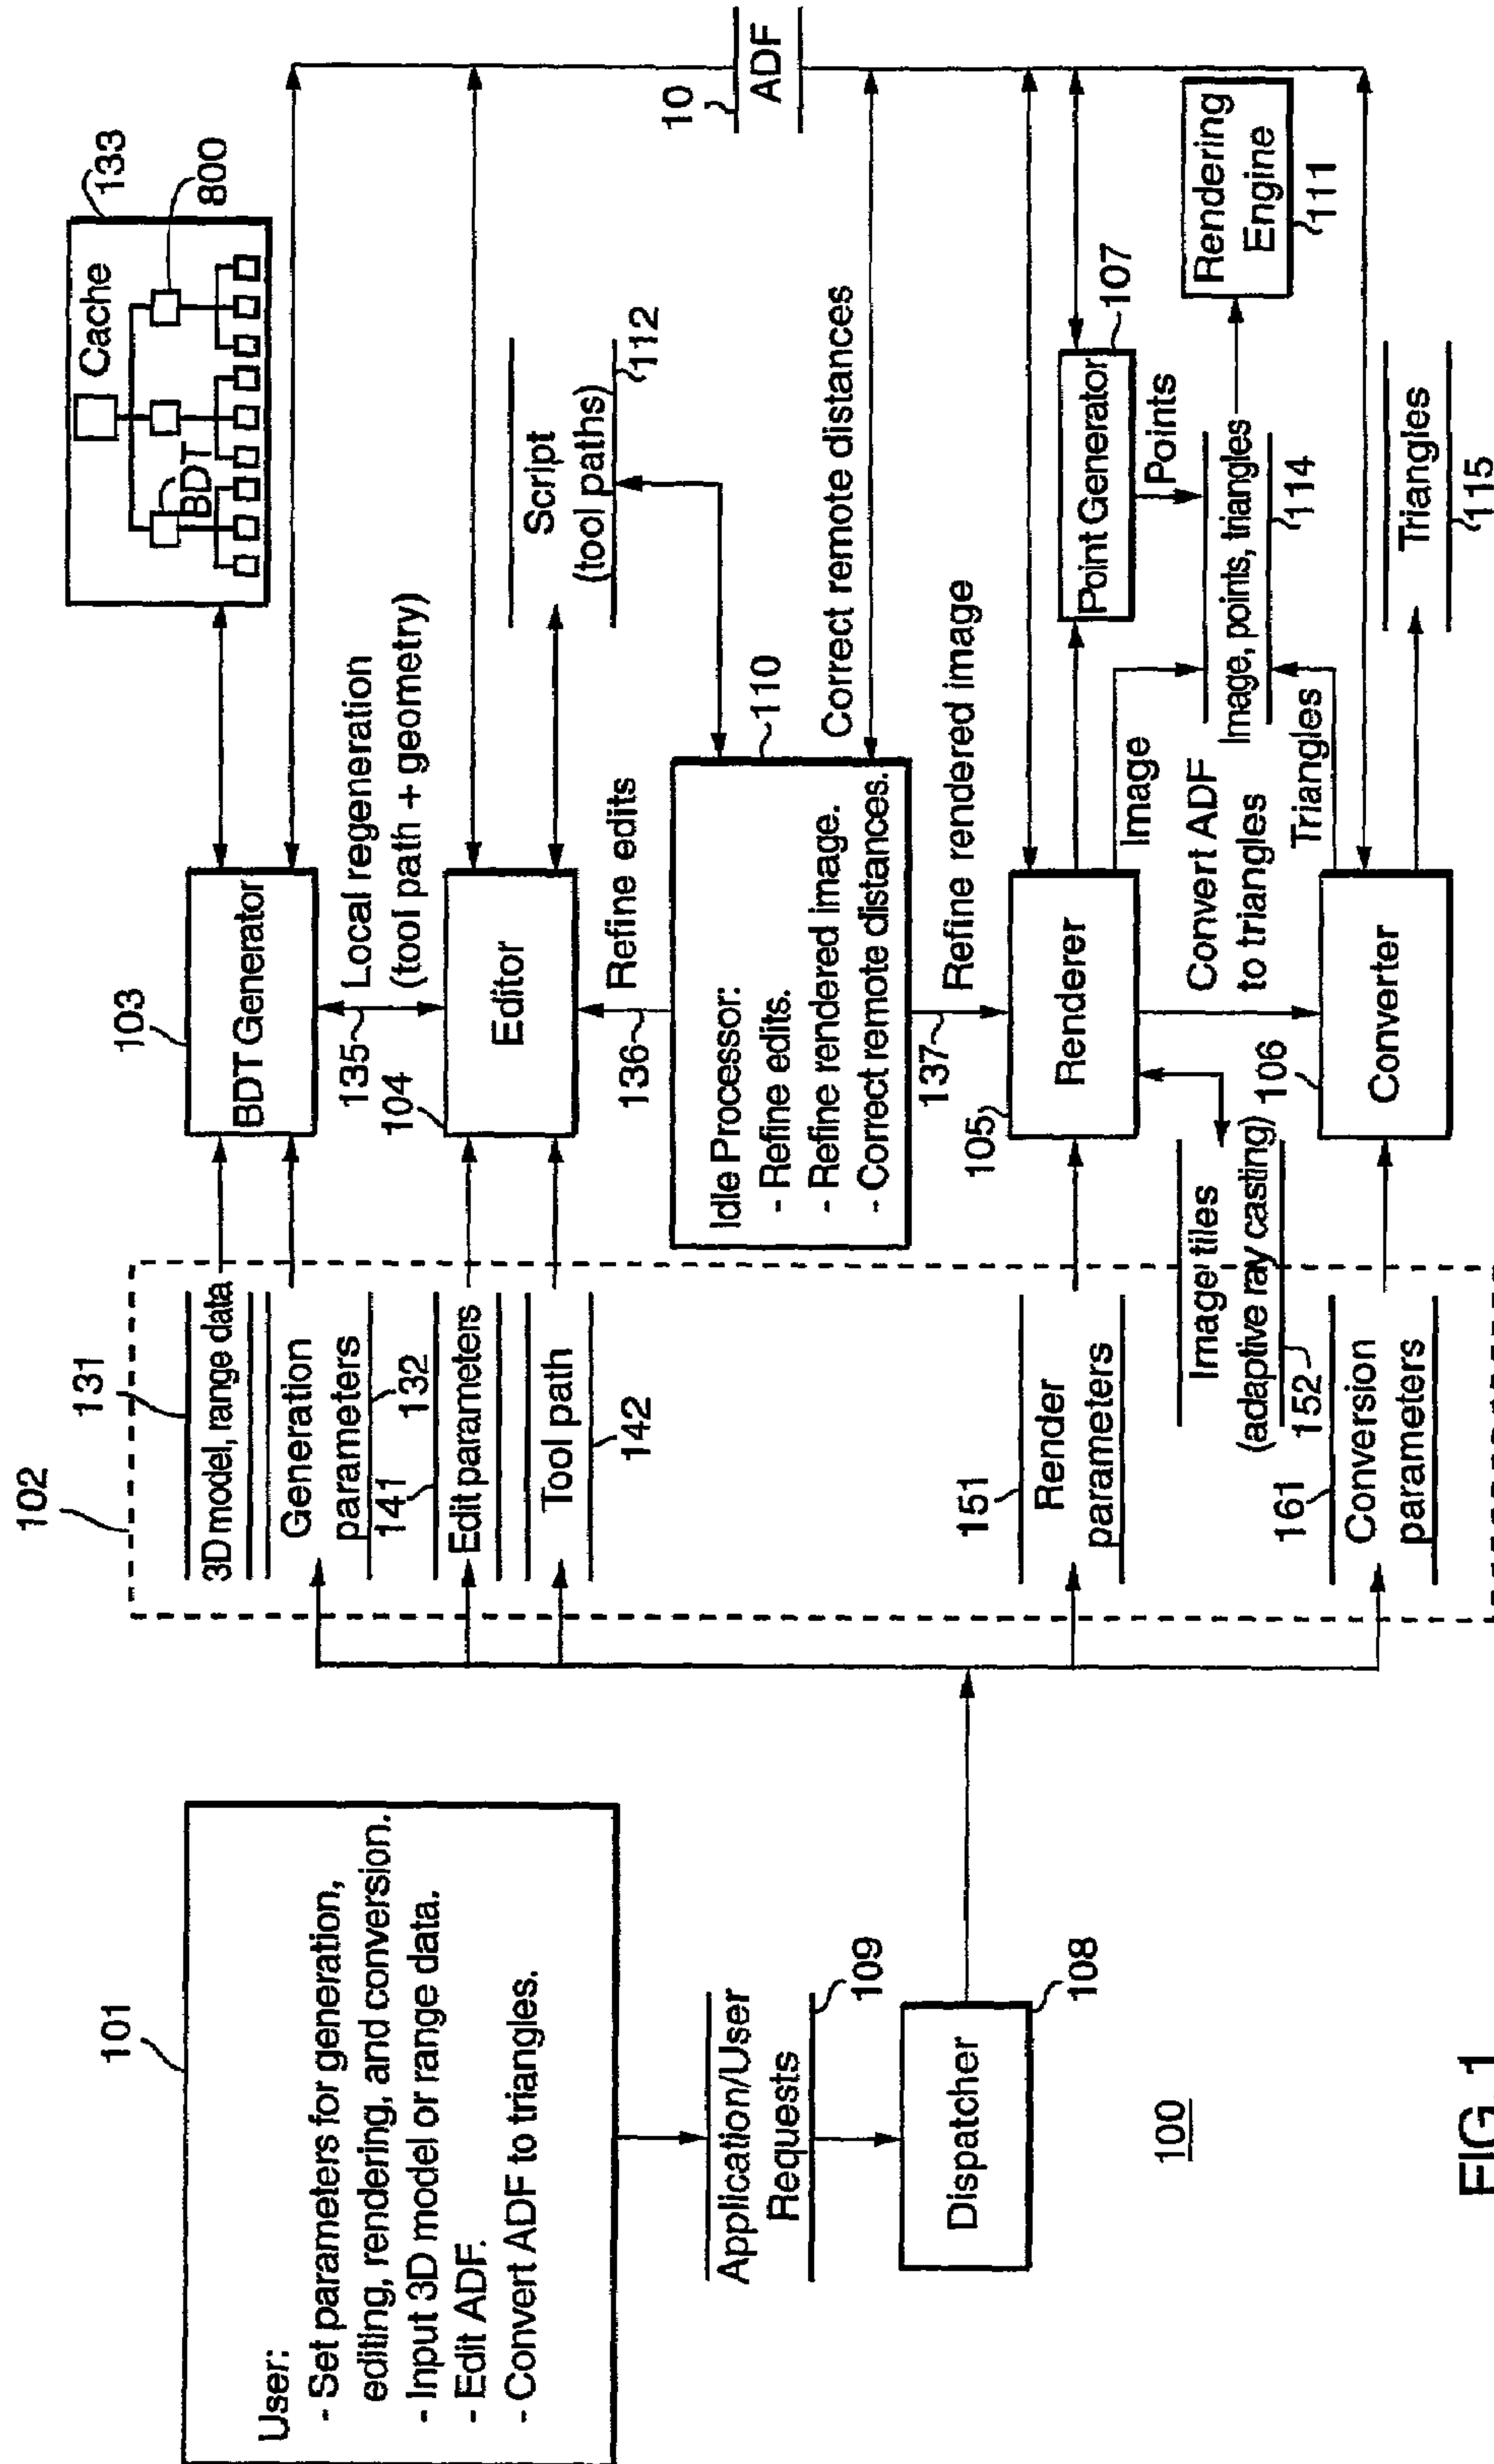 101
User:
- Set parameters for generation,
editing, rendering, and conversion.
- Input 3D model or range data.
- Edit ADF.
- Convert ADF to triangles.
Application/User
Requests
109
Dispatcher
108
100
FIG. 1
102
131
3D model, range data
Generation
parameters
132
141
Edit parameters
Tool path
142
151
Render
parameters
Image tiles
(adaptive ray casting)
152
161
Conversion
parameters
103
BDT Generator
135
Local regeneration
(tool path + geometry)
104
Editor
136
Refine edits
Idle Processor:
- Refine edits.
- Refine rendered image.
- Correct remote distances.
110
137
Refine rendered image
105
Renderer
106
Converter
Convert ADF
to triangles
Image
Triangles
Cache
BDT
133
800
Script
(tool paths)
112
Correct remote distances
10
ADF
Point Generator
107
Points
Image, points, triangles
114
Rendering
Engine
111
Triangles
115